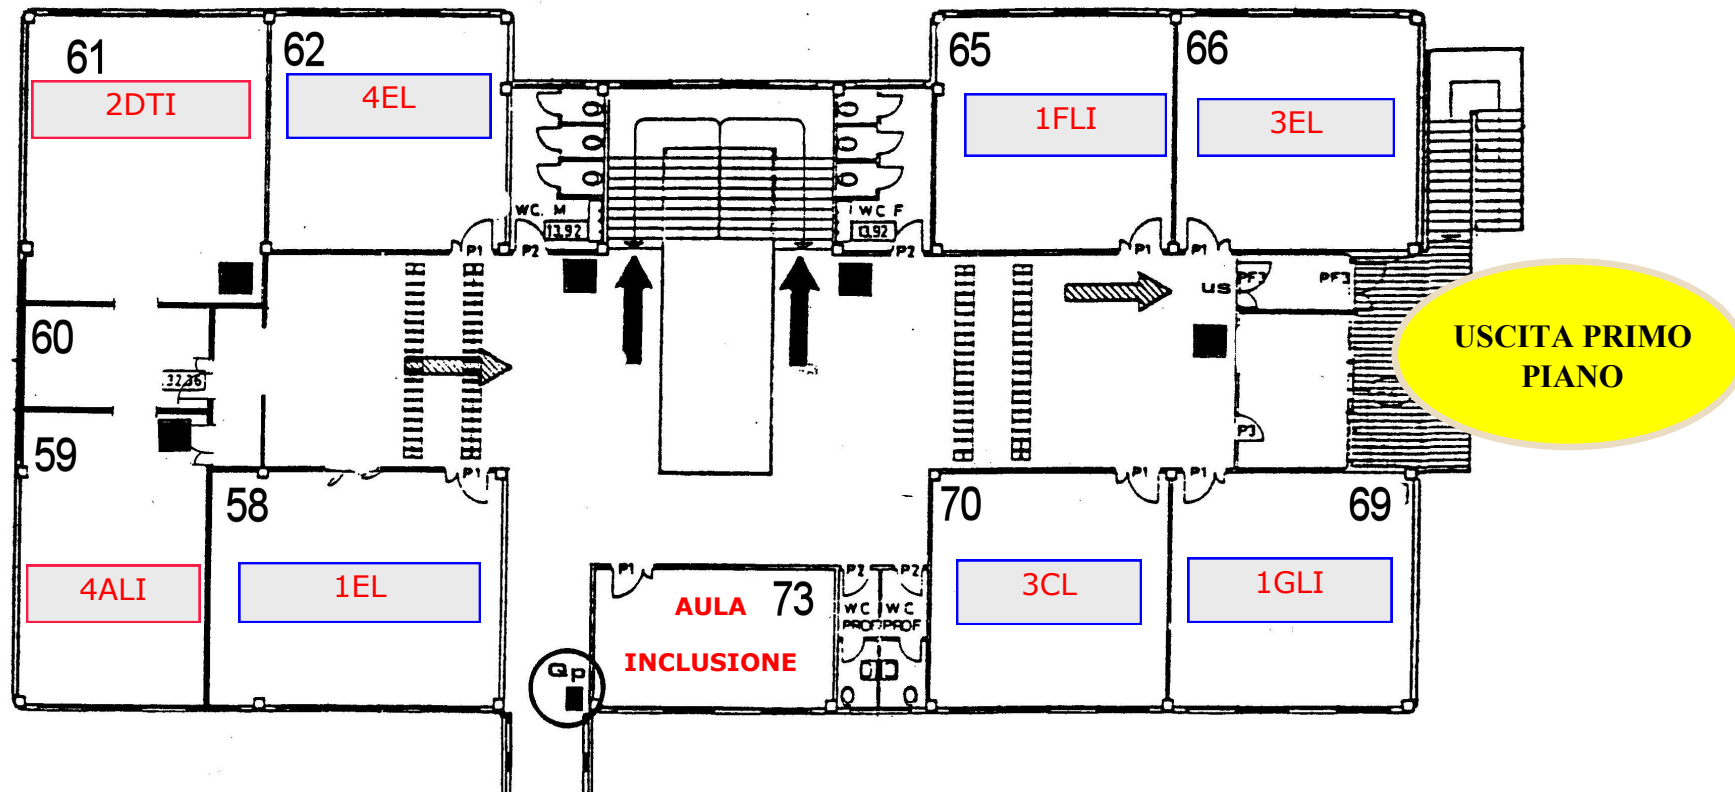 61
62
65
66
2DTI
4EL
1FLI
3EL
WC. M
WC F
13.92
13.92
P1
P2
P2
P1
P1
us
PF3
PF3
60
32.36
USCITA PRIMO
PIANO
59
P3
P1
P1
P1
58
70
69
4ALI
1EL
3CL
1GLI
P1
AULA
73
INCLUSIONE
P2
P2
WC
PROF
WC
PROF
Qp